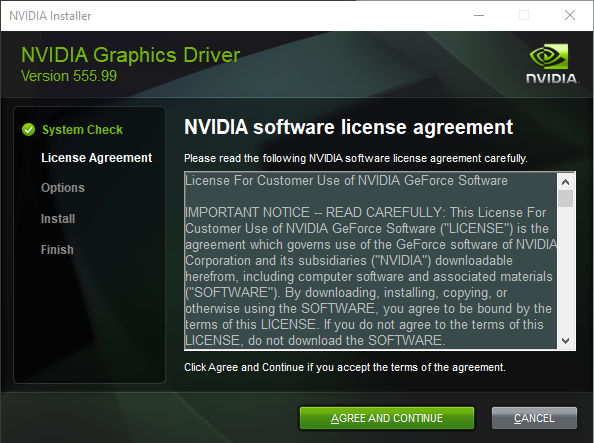 NVIDIA Installer
NVIDIA Graphics Driver
Version 555.99
NVIDIA.
System Check
License Agreement
Options
Install
Finish
NVIDIA software license agreement
Please read the following NVIDIA software license agreement carefully.
License For Customer Use of NVIDIA GeForce Software
IMPORTANT NOTICE -- READ CAREFULLY: This License For
Customer Use of NVIDIA GeForce Software ("LICENSE") is the
agreement which governs use of the GeForce software of NVIDIA
Corporation and its subsidiaries ("NVIDIA") downloadable
herefrom, including computer software and associated materials
("SOFTWARE"). By downloading, installing, copying, or
otherwise using the SOFTWARE, you agree to be bound by the
terms of this LICENSE. If you do not agree to the terms of this
LICENSE, do not download the SOFTWARE.
Click Agree and Continue if you accept the terms of the agreement.
AGREE AND CONTINUE
CANCEL